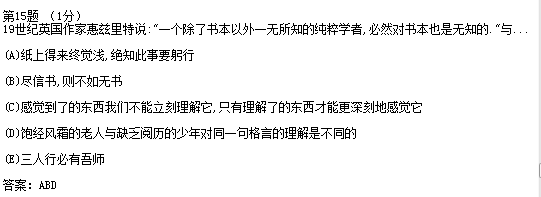 第15题 （1分）
19世纪英国作家惠兹里特说:“一个除了书本以外一无所知的纯粹学者,必然对书本也是无知的.“与...
(A)纸上得来终觉浅,绝知此事要躬行
(B)尽信书,则不如无书
(C)感觉到了的东西我们不能立刻理解它,只有理解了的东西才能更深刻地感觉它
(D)饱经风霜的老人与缺乏阅历的少年对同一句格言的理解是不同的
(E)三人行必有吾师
答案: ABD